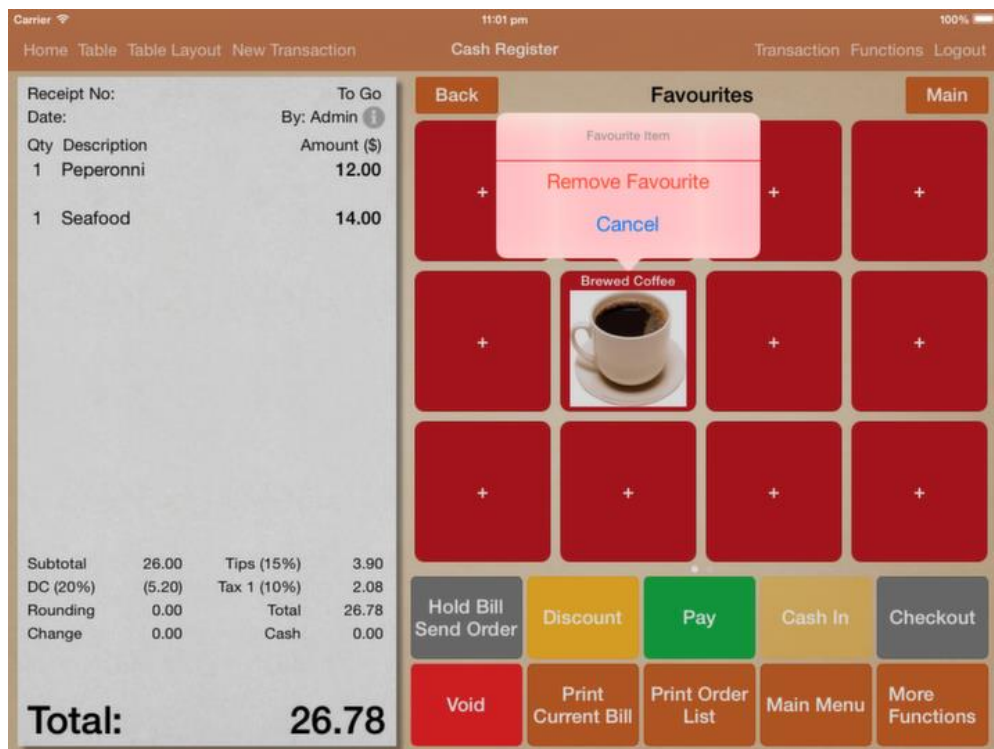 Carrier 11:01 pm 100%
Home Table Table Layout New Transaction Cash Register Transaction Functions Logout
Receipt No: To Go
Date: By: Admin i
Qty Description Amount ($)
1 Peperonni 12.00
1 Seafood 14.00
Subtotal 26.00 Tips (15%) 3.90
DC (20%) (5.20) Tax 1 (10%) 2.08
Rounding 0.00 Total 26.78
Change 0.00 Cash 0.00
Total: 26.78
Back Favourites Main
Favourite Item
Remove Favourite
Cancel
+ + +
Brewed Coffee
+ + +
+ + + +
Hold Bill
Send Order
Discount
Pay
Cash In
Checkout
Void
Print
Current Bill
Print Order
List
Main Menu
More
Functions